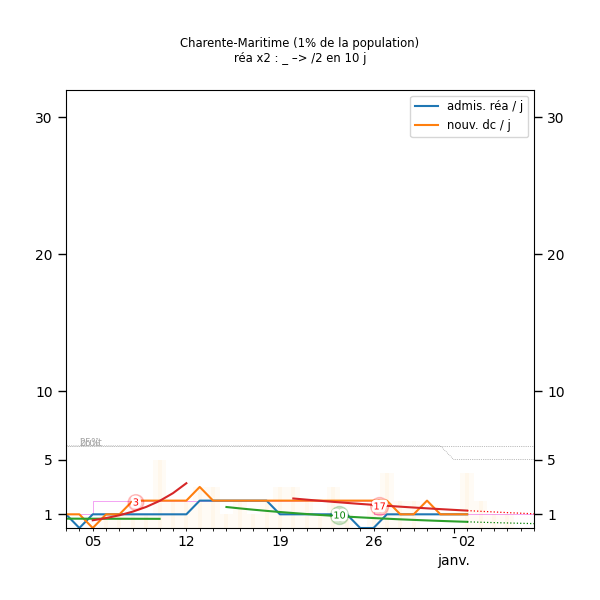 Charente-Maritime (1% de la population)
réa x2 : _ –> /2 en 10 j
admis. réa / j
nouv. dc / j
30 30
20 20
10 10
5 5
1 1
3
17
10
05 12 19 26 - 02
janv.